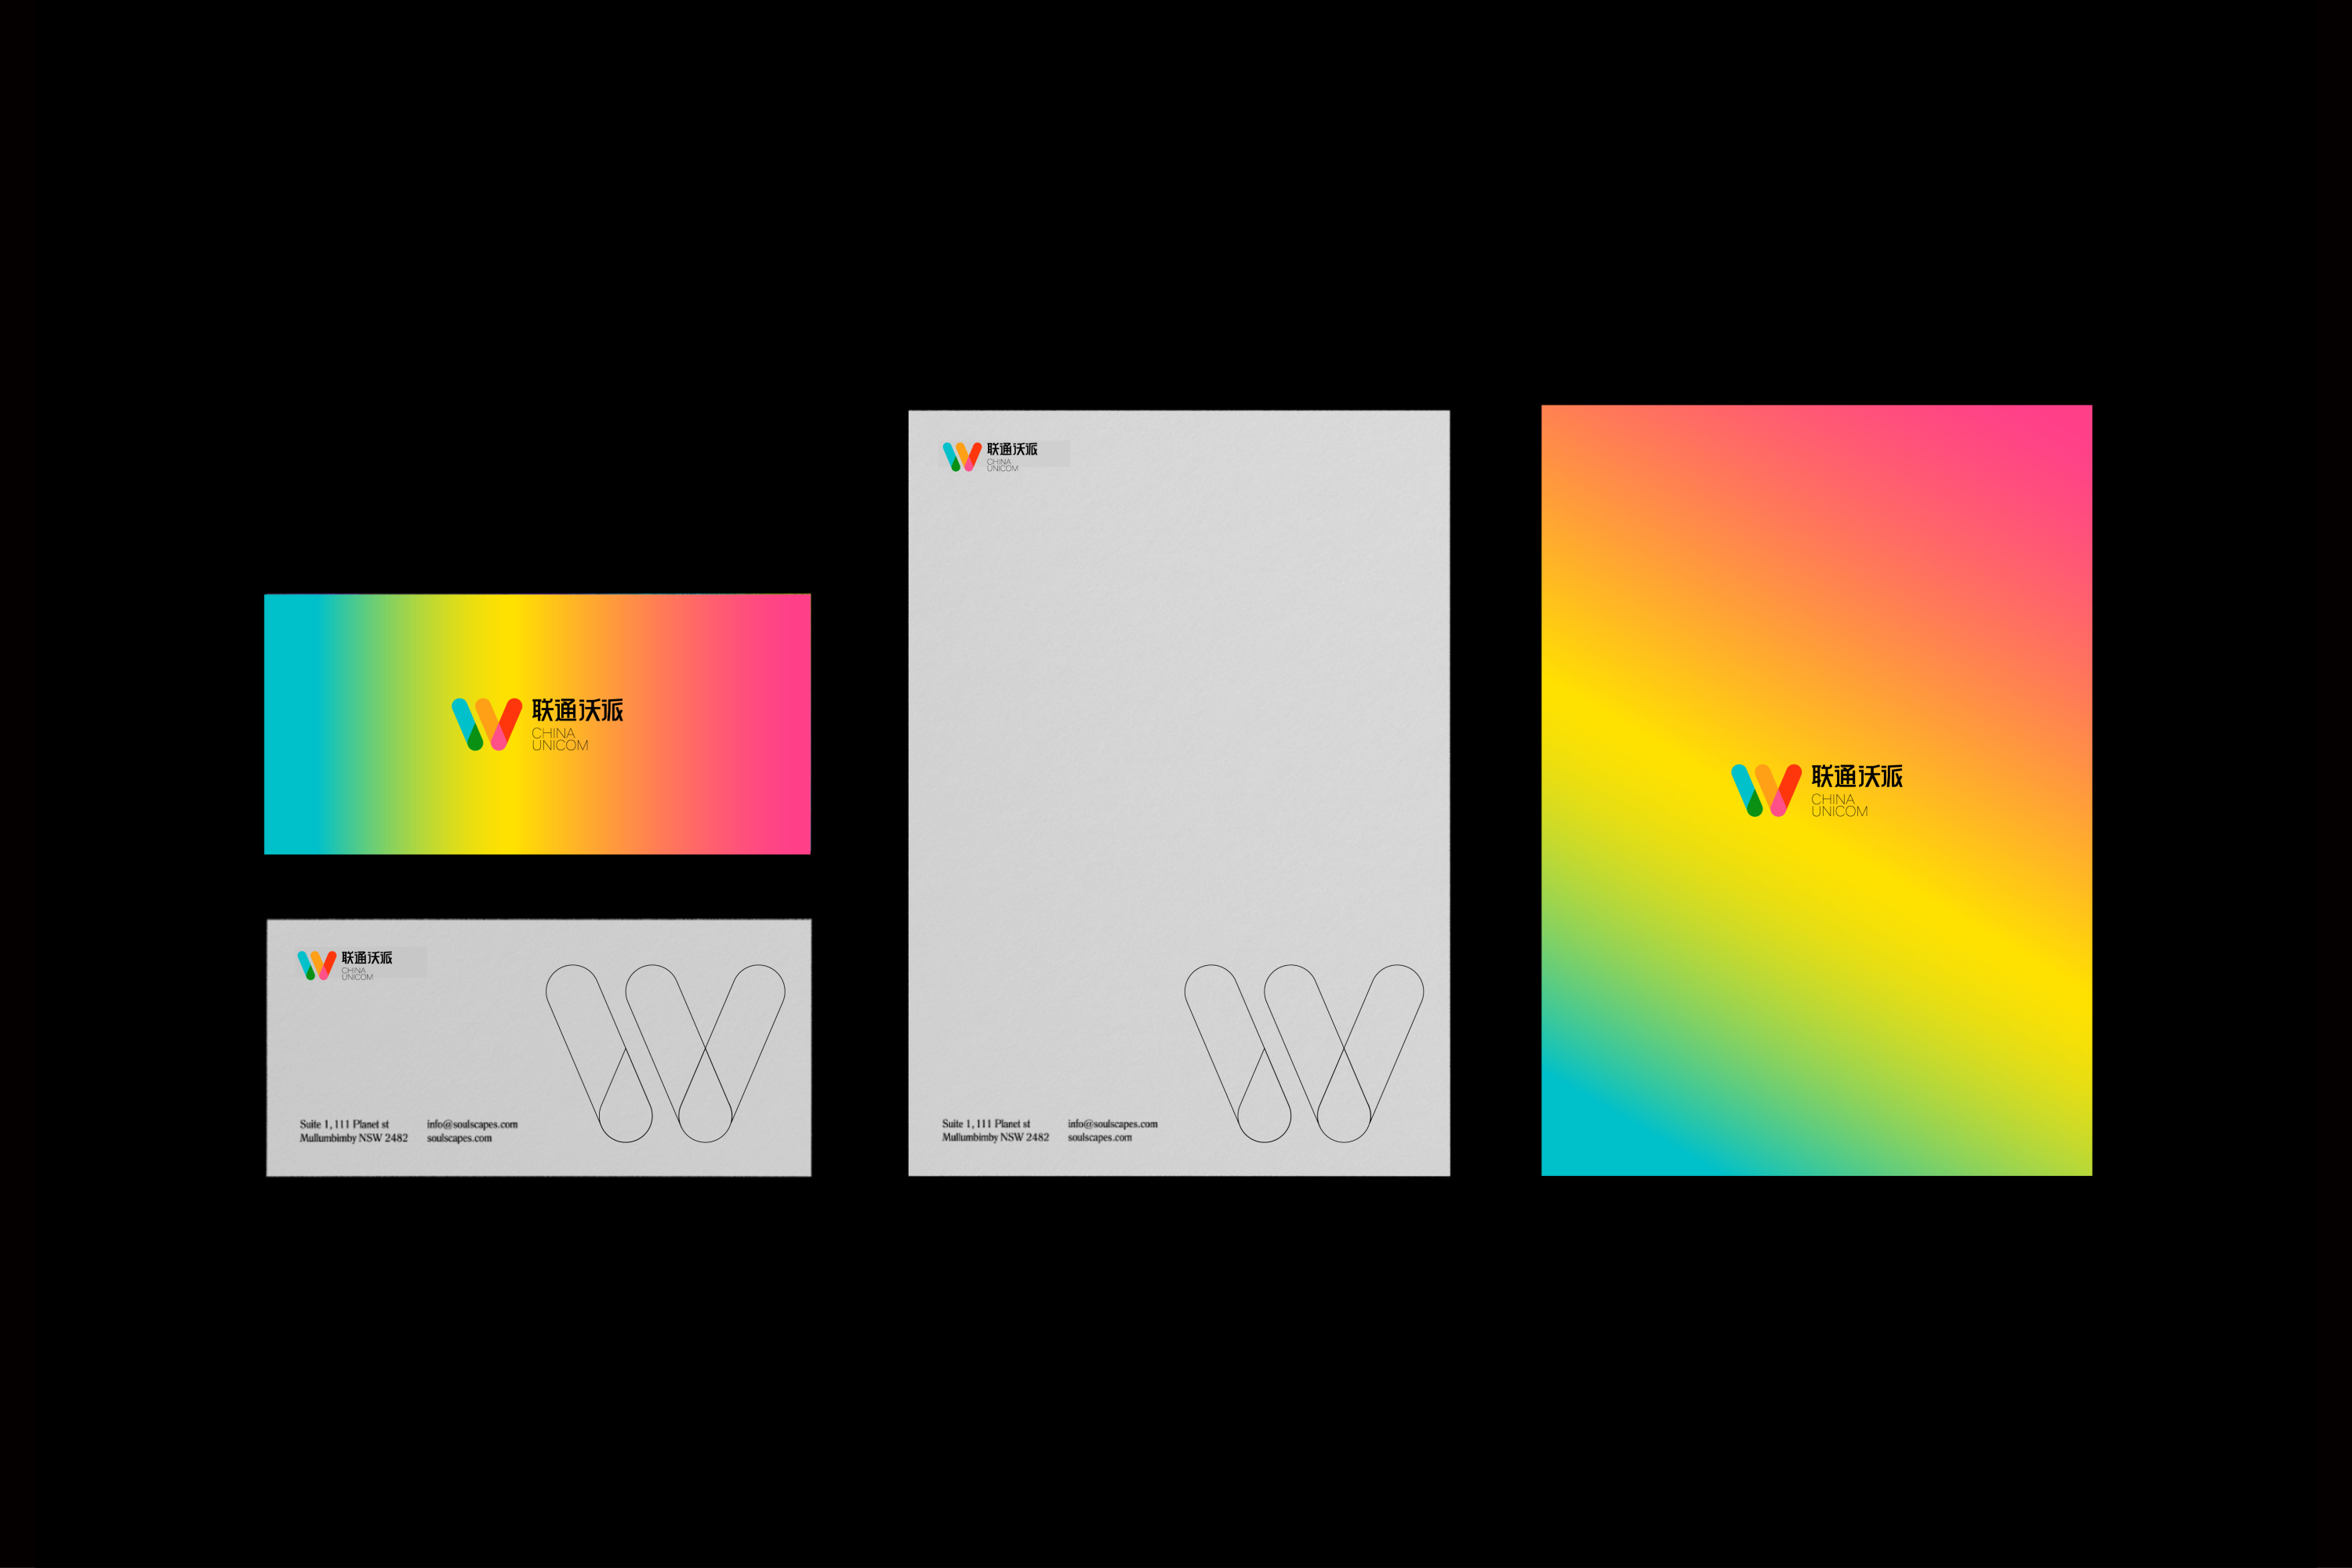 联通沃派
CHINA
UNICOM
联通沃派
CHINA
UNICOM
Suite 1, 111 Planet st
Mullumbimby NSW 2482
info@soulscapes.com
soulscapes.com
联通沃派
CHINA
UNICOM
Suite 1, 111 Planet st
Mullumbimby NSW 2482
info@soulscapes.com
soulscapes.com
联通沃派
CHINA
UNICOM